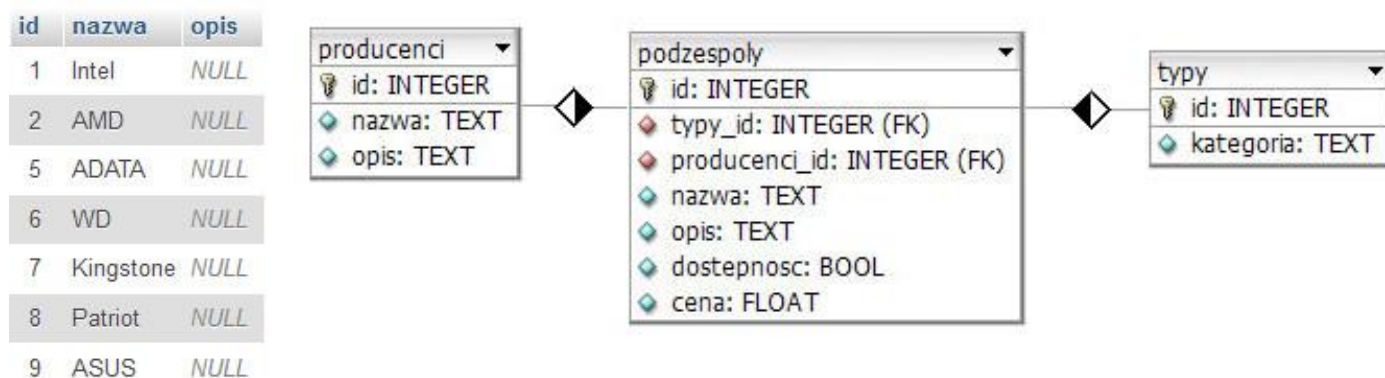 id nazwa opis
1 Intel NULL
2 AMD NULL
5 ADATA NULL
6 WD NULL
7 Kingstone NULL
8 Patriot NULL
9 ASUS NULL
producenci
id: INTEGER
nazwa: TEXT
opis: TEXT
podzespoly
id: INTEGER
typy_id: INTEGER (FK)
producenci_id: INTEGER (FK)
nazwa: TEXT
opis: TEXT
dostepnosc: BOOL
cena: FLOAT
typy
id: INTEGER
kategoria: TEXT